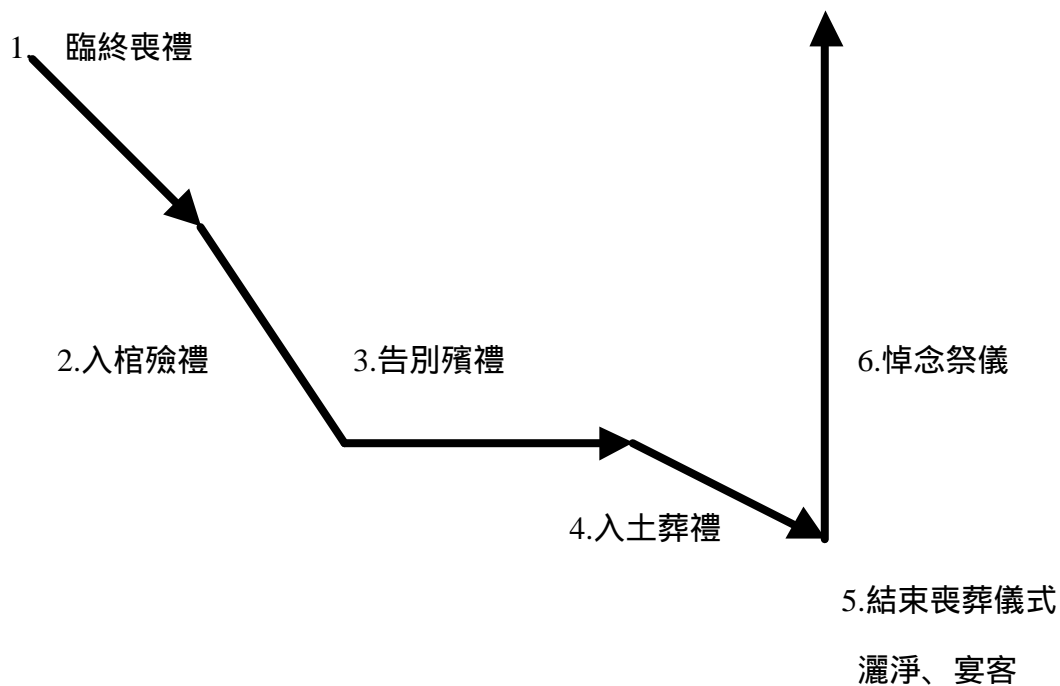 1. 臨終喪禮
2.入棺殮禮
3.告別殯禮
6.悼念祭儀
4.入土葬禮
5.結束喪葬儀式
灑淨、宴客